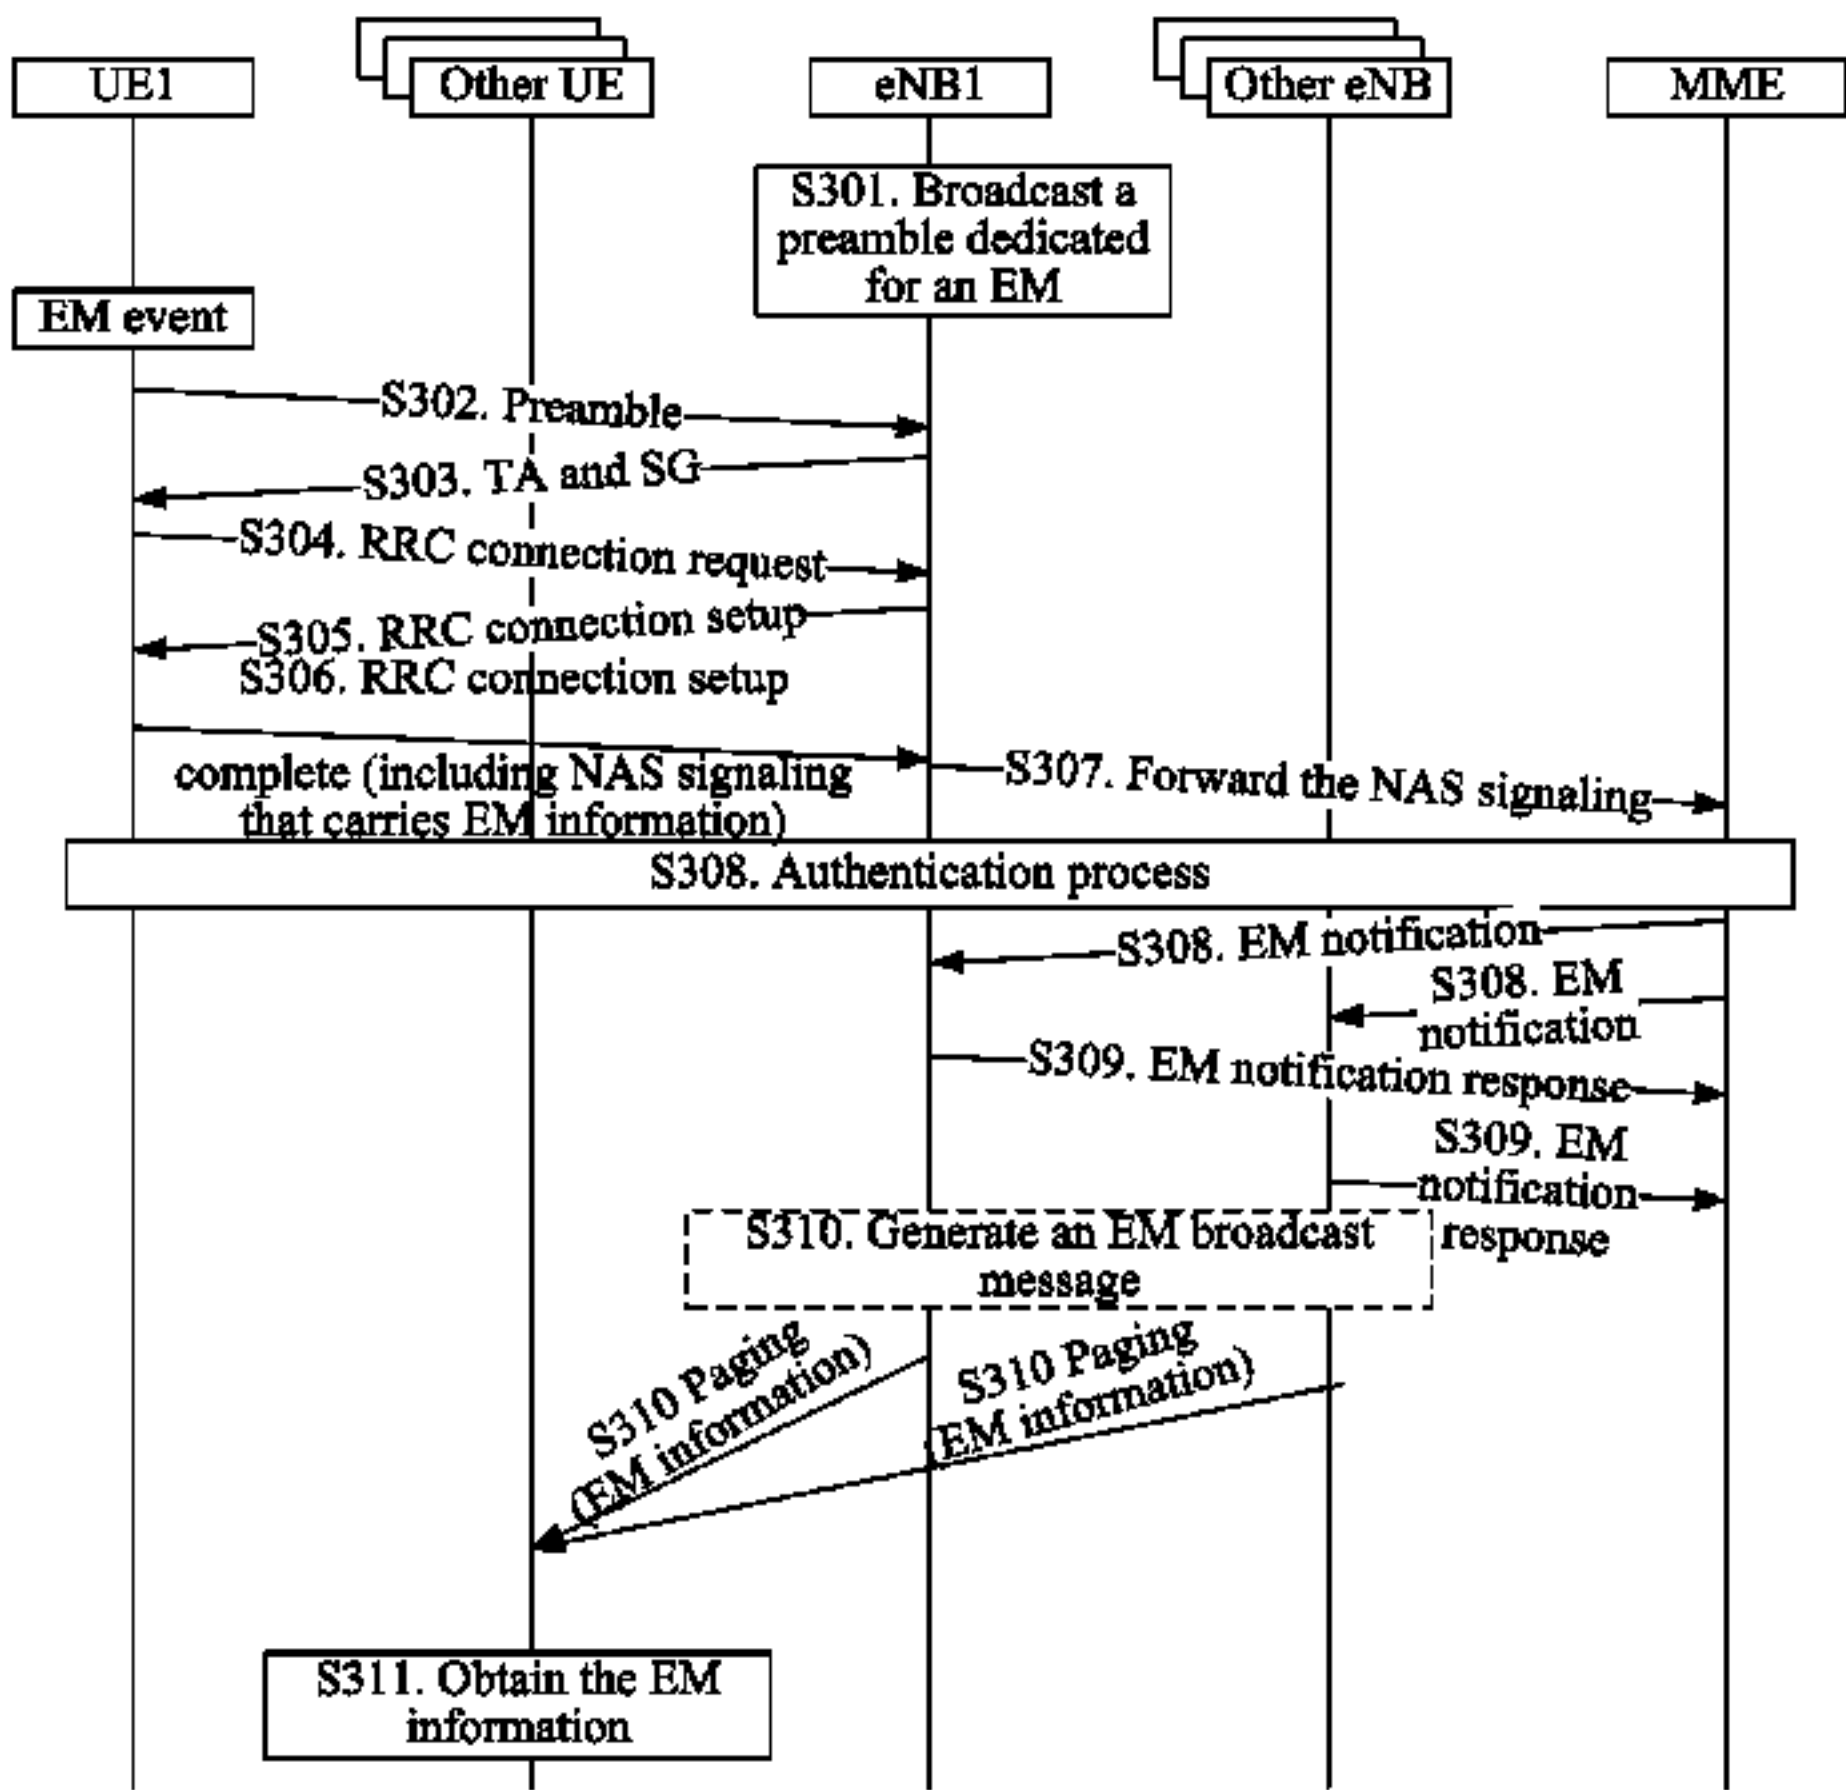 UE1
Other UE
eNB1
Other eNB
MME
S301. Broadcast a
preamble dedicated
for an EM
EM event
S302. Preamble
S303. TA and SG
S304. RRC connection request
S305. RRC connection setup
S306. RRC connection setup
complete (including NAS signaling
that carries EM information)
S307. Forward the NAS signaling
S308. Authentication process
S308. EM notification
S308. EM
notification
S309. EM notification response
S309. EM
notification
response
S310. Generate an EM broadcast
message
S310 Paging
(EM information)
S310 Paging
(EM information)
S311. Obtain the EM
information